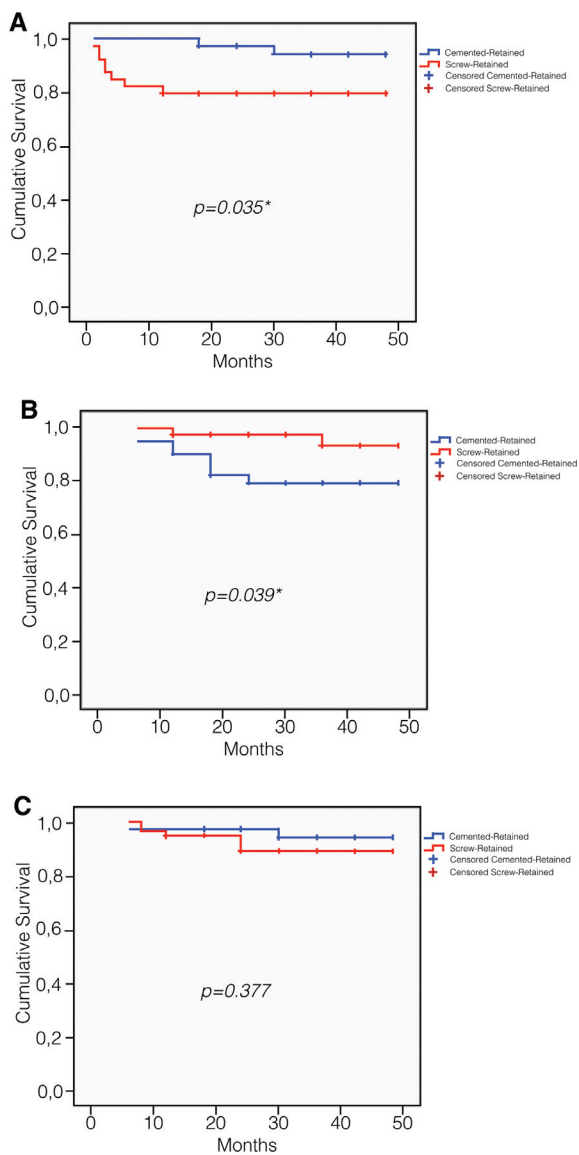 A
1,0
0,8
0,6
0,4
0,2
0,0
Cumulative Survival
p=0.035*
0 10 20 30 40 50
Months
Cemented-Retained
Screw-Retained
Censored Cemented-Retained
Censored Screw-Retained
B
1,0
0,8
0,6
0,4
0,2
0,0
Cumulative Survival
p=0.039*
0 10 20 30 40 50
Months
Cemented-Retained
Screw-Retained
Censored Cemented-Retained
Censored Screw-Retained
C
1,0
0,8
0,6
0,4
0,2
0,0
Cumulative Survival
p=0.377
0 10 20 30 40 50
Months
Cemented-Retained
Screw-Retained
Censored Cemented-Retained
Censored Screw-Retained